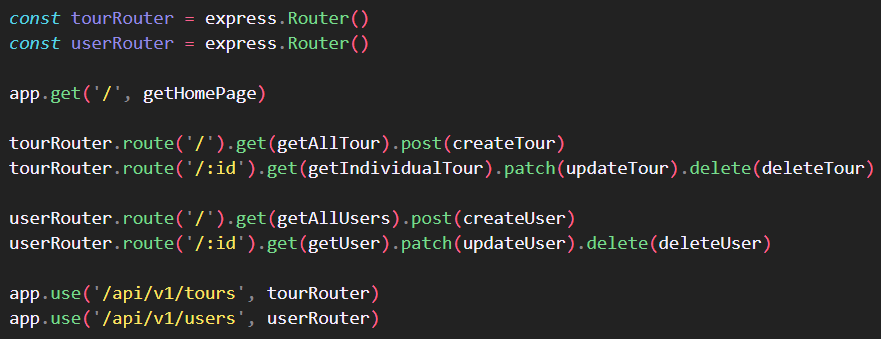 const tourRouter = express.Router()
const userRouter = express.Router()
app.get('/', getHomePage)
tourRouter.route('/').get(getAllTour).post(createTour)
tourRouter.route('/:id').get(getIndividualTour).patch(updateTour).delete(deleteTour)
userRouter.route('/').get(getAllUsers).post(createUser)
userRouter.route('/:id').get(getUser).patch(updateUser).delete(deleteUser)
app.use('/api/v1/tours', tourRouter)
app.use('/api/v1/users', userRouter)